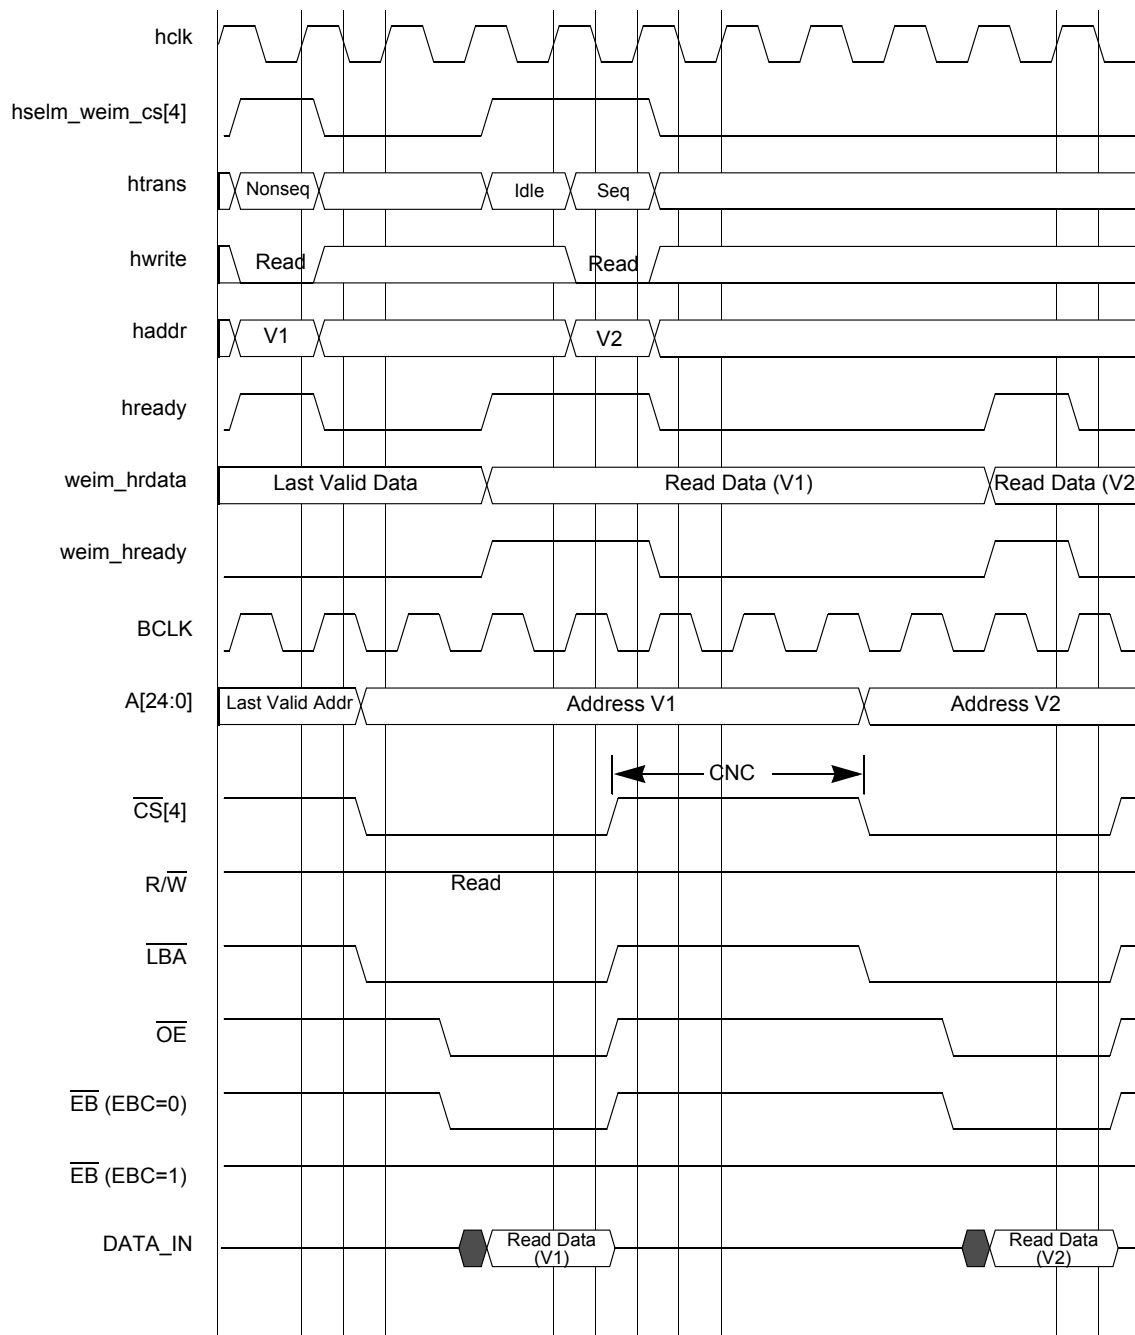 hclk
hselm_weim_cs[4]
htrans
Nonseq
Idle
Seq
hwrite
Read
Read
haddr
V1
V2
hready
weim_hrdata
Last Valid Data
Read Data (V1)
Read Data (V2
weim_hready
BCLK
A[24:0]
Last Valid Addr
Address V1
Address V2
CNC
CS[4]
R/W
Read
LBA
OE
EB (EBC=0)
EB (EBC=1)
DATA_IN
Read Data
(V1)
Read Data
(V2)